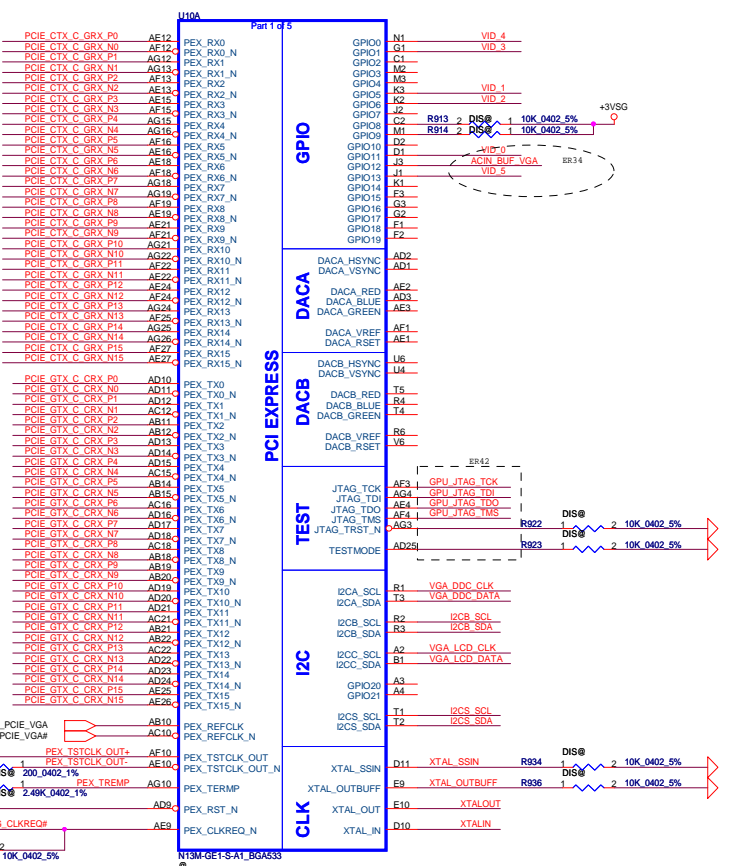 U10A
Part 1 of 5
PCIE_CTX_C_GRX_P0 AE12 PEX_RX0
PCIE_CTX_C_GRX_N0 AF12 PEX_RX0_N
PCIE_CTX_C_GRX_P1 AG12 PEX_RX1
PCIE_CTX_C_GRX_N1 AG13 PEX_RX1_N
PCIE_CTX_C_GRX_P2 AF13 PEX_RX2
PCIE_CTX_C_GRX_N2 AE13 PEX_RX2_N
PCIE_CTX_C_GRX_P3 AE15 PEX_RX3
PCIE_CTX_C_GRX_N3 AF15 PEX_RX3_N
PCIE_CTX_C_GRX_P4 AG15 PEX_RX4
PCIE_CTX_C_GRX_N4 AG16 PEX_RX4_N
PCIE_CTX_C_GRX_P5 AF16 PEX_RX5
PCIE_CTX_C_GRX_N5 AE16 PEX_RX5_N
PCIE_CTX_C_GRX_P6 AE18 PEX_RX6
PCIE_CTX_C_GRX_N6 AF18 PEX_RX6_N
PCIE_CTX_C_GRX_P7 AG18 PEX_RX7
PCIE_CTX_C_GRX_N7 AG19 PEX_RX7_N
PCIE_CTX_C_GRX_P8 AF19 PEX_RX8
PCIE_CTX_C_GRX_N8 AE19 PEX_RX8_N
PCIE_CTX_C_GRX_P9 AE21 PEX_RX9
PCIE_CTX_C_GRX_N9 AF21 PEX_RX9_N
PCIE_CTX_C_GRX_P10 AG21 PEX_RX10
PCIE_CTX_C_GRX_N10 AG22 PEX_RX10_N
PCIE_CTX_C_GRX_P11 AF22 PEX_RX11
PCIE_CTX_C_GRX_N11 AE22 PEX_RX11_N
PCIE_CTX_C_GRX_P12 AE24 PEX_RX12
PCIE_CTX_C_GRX_N12 AF24 PEX_RX12_N
PCIE_CTX_C_GRX_P13 AG24 PEX_RX13
PCIE_CTX_C_GRX_N13 AF25 PEX_RX13_N
PCIE_CTX_C_GRX_P14 AG25 PEX_RX14
PCIE_CTX_C_GRX_N14 AG26 PEX_RX14_N
PCIE_CTX_C_GRX_P15 AF27 PEX_RX15
PCIE_CTX_C_GRX_N15 AE27 PEX_RX15_N
PCIE_GTX_C_CRX_P0 AD10 PEX_TX0
PCIE_GTX_C_CRX_N0 AD11 PEX_TX0_N
PCIE_GTX_C_CRX_P1 AD12 PEX_TX1
PCIE_GTX_C_CRX_N1 AC12 PEX_TX1_N
PCIE_GTX_C_CRX_P2 AB11 PEX_TX2
PCIE_GTX_C_CRX_N2 AB12 PEX_TX2_N
PCIE_GTX_C_CRX_P3 AD13 PEX_TX3
PCIE_GTX_C_CRX_N3 AD14 PEX_TX3_N
PCIE_GTX_C_CRX_P4 AD15 PEX_TX4
PCIE_GTX_C_CRX_N4 AC15 PEX_TX4_N
PCIE_GTX_C_CRX_P5 AB14 PEX_TX5
PCIE_GTX_C_CRX_N5 AB15 PEX_TX5_N
PCIE_GTX_C_CRX_P6 AC16 PEX_TX6
PCIE_GTX_C_CRX_N6 AD16 PEX_TX6_N
PCIE_GTX_C_CRX_P7 AD17 PEX_TX7
PCIE_GTX_C_CRX_N7 AD18 PEX_TX7_N
PCIE_GTX_C_CRX_P8 AC18 PEX_TX8
PCIE_GTX_C_CRX_N8 AB18 PEX_TX8_N
PCIE_GTX_C_CRX_P9 AB19 PEX_TX9
PCIE_GTX_C_CRX_N9 AB20 PEX_TX9_N
PCIE_GTX_C_CRX_P10 AD19 PEX_TX10
PCIE_GTX_C_CRX_N10 AD20 PEX_TX10_N
PCIE_GTX_C_CRX_P11 AD21 PEX_TX11
PCIE_GTX_C_CRX_N11 AC21 PEX_TX11_N
PCIE_GTX_C_CRX_P12 AB21 PEX_TX12
PCIE_GTX_C_CRX_N12 AB22 PEX_TX12_N
PCIE_GTX_C_CRX_P13 AC22 PEX_TX13
PCIE_GTX_C_CRX_N13 AD22 PEX_TX13_N
PCIE_GTX_C_CRX_P14 AD23 PEX_TX14
PCIE_GTX_C_CRX_N14 AD24 PEX_TX14_N
PCIE_GTX_C_CRX_P15 AE25 PEX_TX15
PCIE_GTX_C_CRX_N15 AE26 PEX_TX15_N
_PCIE_VGA AB10 PEX_REFCLK
PCIE_VGA# AC10 PEX_REFCLK_N
PEX_TSTCLK_OUT+ AF10 PEX_TSTCLK_OUT
PEX_TSTCLK_OUT- AE10 PEX_TSTCLK_OUT_N
1
S@ 200_0402_1%
1 PEX_TREMP AG10 PEX_TERMP
S@ 2.49K_0402_1%
AD9 PEX_RST_N
S_CLKREQ# AE9 PEX_CLKREQ_N
2
10K_0402_5%
PCI EXPRESS
GPIO
GPIO0 N1 VID_4
GPIO1 G1 VID_3
GPIO2 C1
GPIO3 M2
GPIO4 M3
GPIO5 K3 VID_1
GPIO6 K2 VID_2
GPIO7 J2
+3VSG
GPIO8 C2 R913 2 DIS@ 1 10K_0402_5%
GPIO9 M1 R914 2 DIS@ 1 10K_0402_5%
GPIO10 D2
GPIO11 D1 VID_0
GPIO12 J3 ACIN_BUF_VGA ER34
GPIO13 J1 VID_5
GPIO14 K1
GPIO15 F3
GPIO16 G3
GPIO17 G2
GPIO18 F1
GPIO19 F2
DACA
DACA_HSYNC AD2
DACA_VSYNC AD1
DACA_RED AE2
DACA_BLUE AD3
DACA_GREEN AE3
DACA_VREF AF1
DACA_RSET AE1
DACB
DACB_HSYNC U6
DACB_VSYNC U4
DACB_RED T5
DACB_BLUE R4
DACB_GREEN T4
DACB_VREF R6
DACB_RSET V6
TEST
ER42
JTAG_TCK AF3 GPU_JTAG_TCK
JTAG_TDI AG4 GPU_JTAG_TDI
JTAG_TDO AE4 GPU_JTAG_TDO
JTAG_TMS AF4 GPU_JTAG_TMS
DIS@
JTAG_TRST_N AG3 R922 1 2 10K_0402_5%
DIS@
TESTMODE AD25 R923 1 2 10K_0402_5%
I2C
I2CA_SCL R1 VGA_DDC_CLK
I2CA_SDA T3 VGA_DDC_DATA
I2CB_SCL R2 I2CB_SCL
I2CB_SDA R3 I2CB_SDA
I2CC_SCL A2 VGA_LCD_CLK
I2CC_SDA B1 VGA_LCD_DATA
GPIO20 A3
GPIO21 A4
I2CS_SCL T1 I2CS_SCL
I2CS_SDA T2 I2CS_SDA
CLK
DIS@
XTAL_SSIN D11 XTAL_SSIN R934 1 2 10K_0402_5%
DIS@
XTAL_OUTBUFF E9 XTAL_OUTBUFF R936 1 2 10K_0402_5%
XTAL_OUT E10 XTALOUT
XTAL_IN D10 XTALIN
N13M-GE1-S-A1_BGA533
@